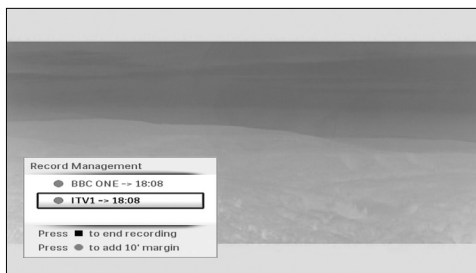 Record Management
BBC ONE -> 18:08
ITV1 -> 18:08
Press ■ to end recording
Press ● to add 10' margin